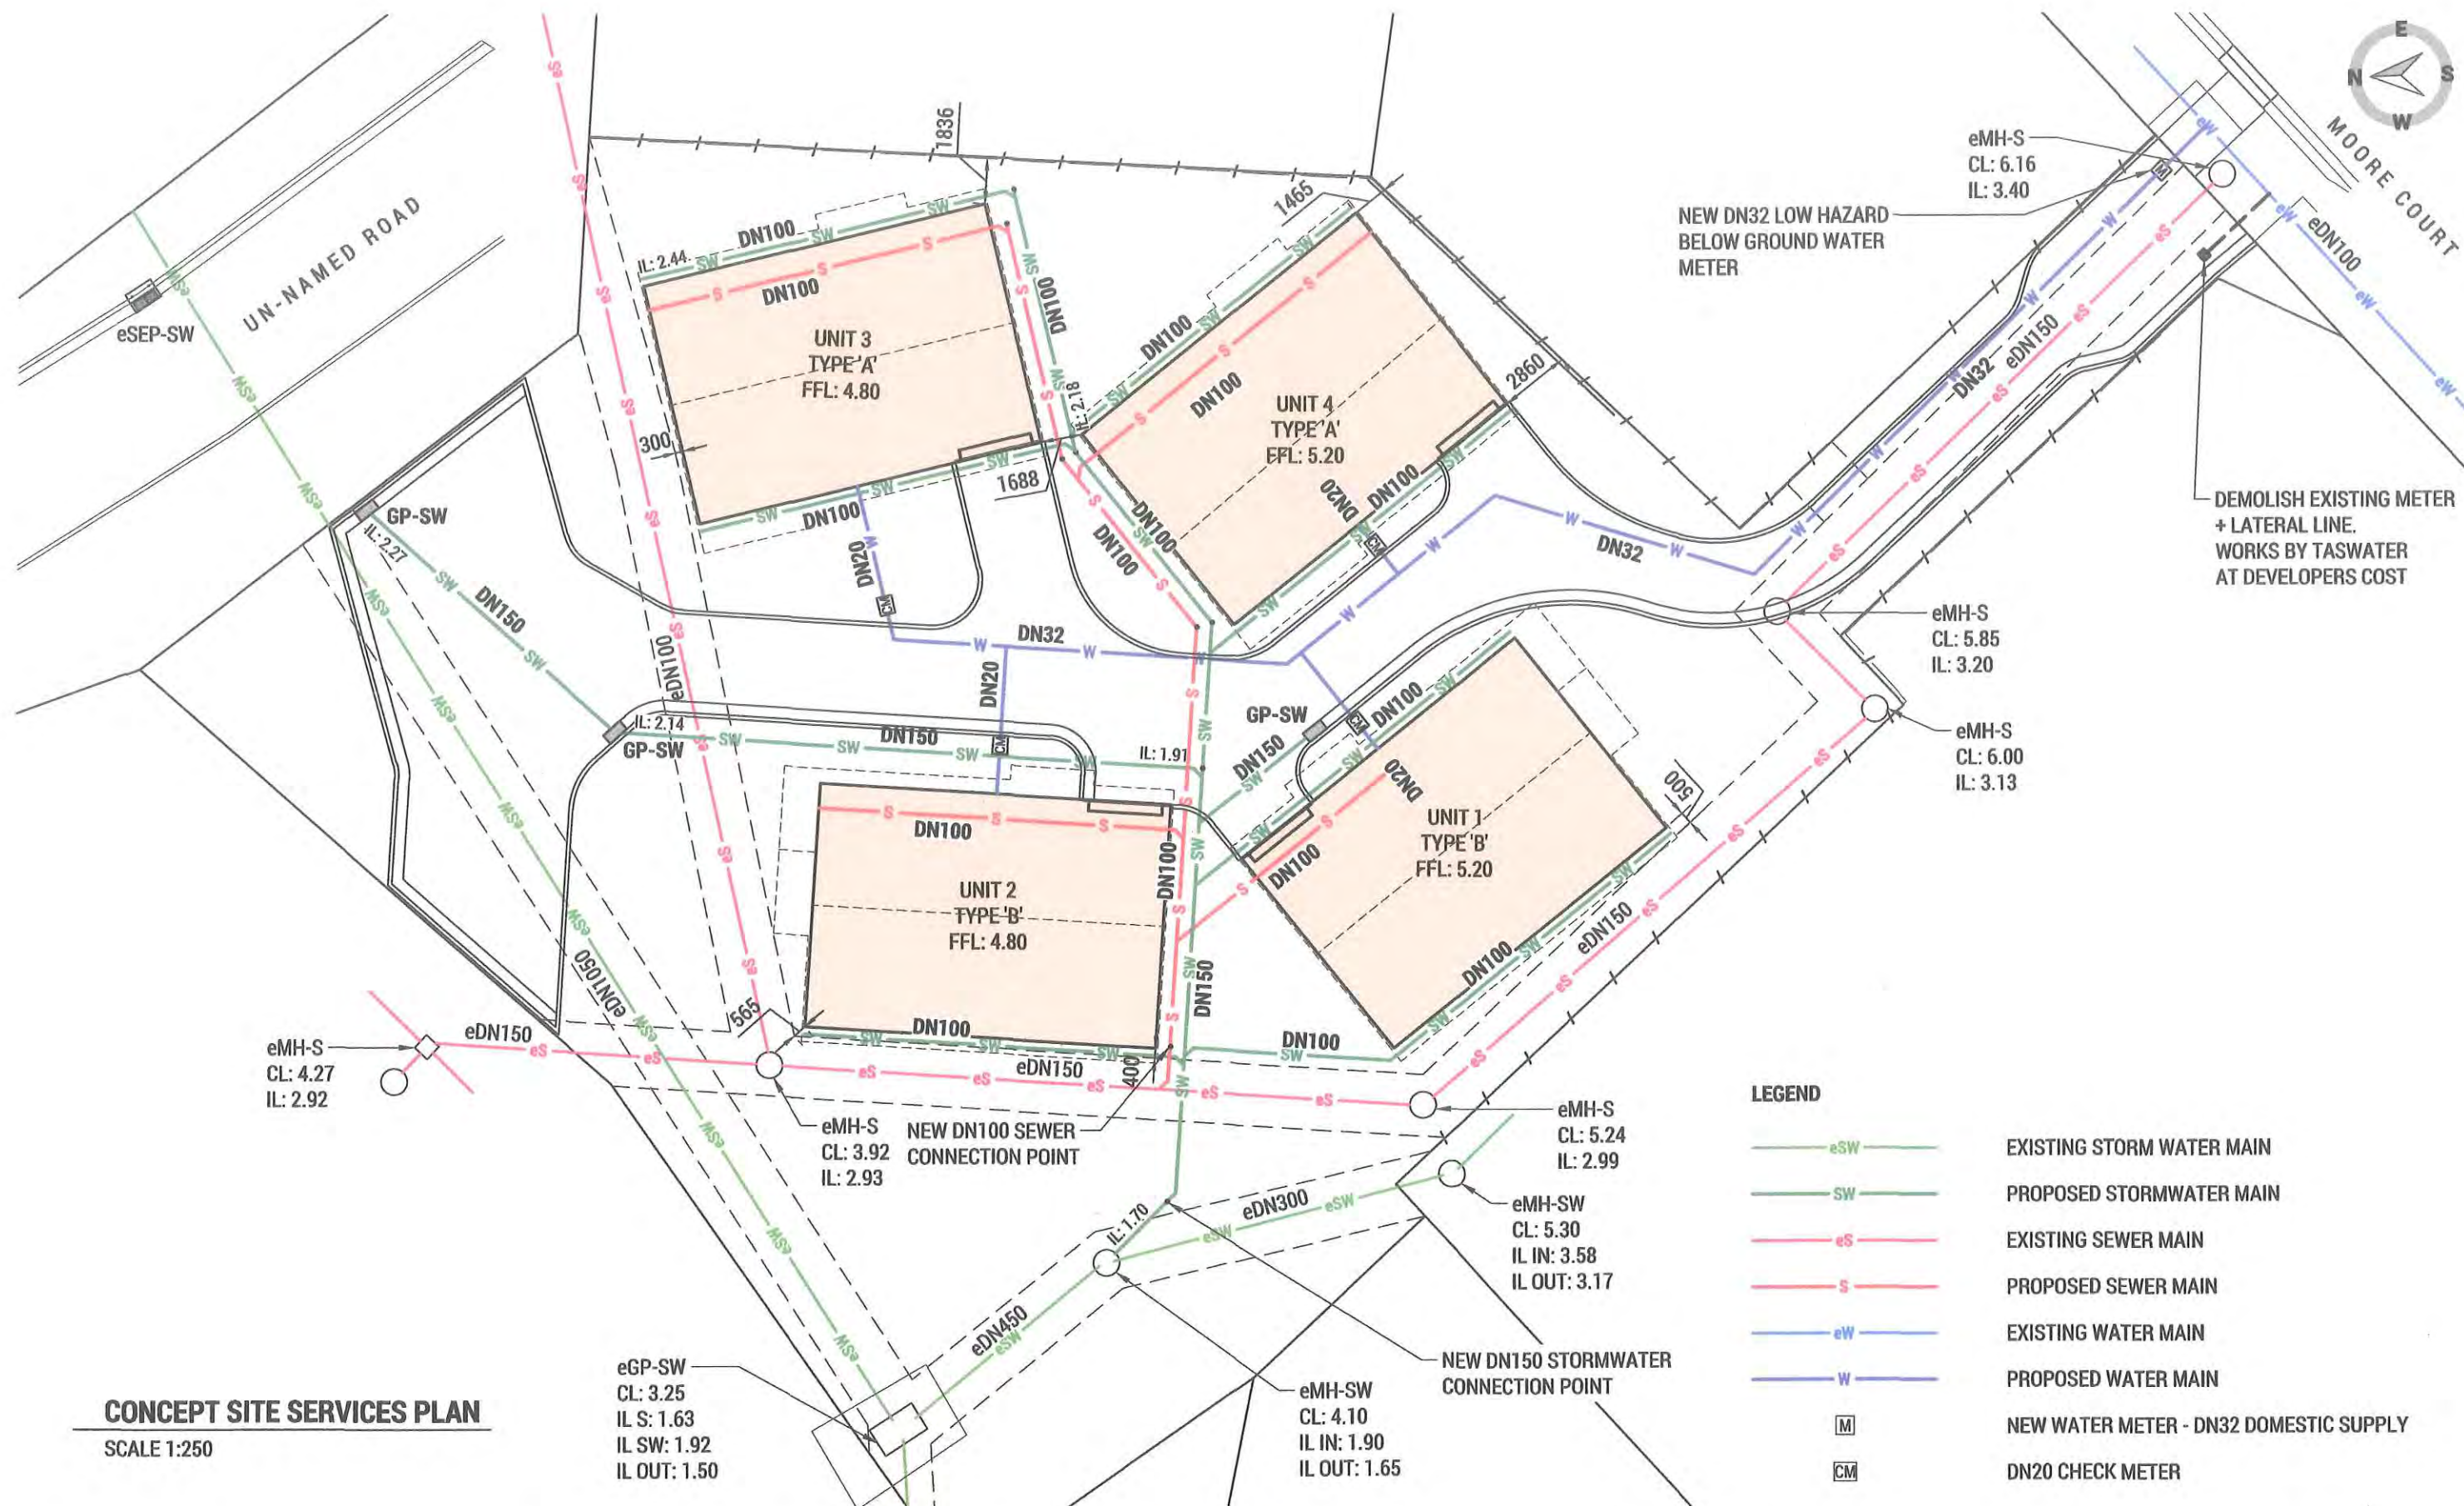 E
N
S
W
MOORE COURT
UN-NAMED ROAD
eSEP-SW
1836
1465
eMH-S
CL: 6.16
IL: 3.40
NEW DN32 LOW HAZARD
BELOW GROUND WATER
METER
eDN100
DEMOLISH EXISTING METER
+ LATERAL LINE.
WORKS BY TASWATER
AT DEVELOPERS COST
IL: 2.44
DN100
DN100
DN100
UNIT 3
TYPE 'A'
FFL: 4.80
300
1688
IL: 2.18
DN100
DN100
DN100
UNIT 4
TYPE 'A'
FFL: 5.20
2860
DN20
DN100
DN100
DN100
DN32
eDN150
DN32
GP-SW
IL: 2.27
DN150
DN20
DN32
DN20
eDN100
IL: 2.14
GP-SW
DN150
IL: 1.91
GP-SW
DN150
DN100
DN20
eMH-S
CL: 5.85
IL: 3.20
eMH-S
CL: 6.00
IL: 3.13
500
UNIT 1
TYPE 'B'
FFL: 5.20
DN100
DN100
eDN150
DN100
UNIT 2
TYPE 'B'
FFL: 4.80
DN100
DN150
DN100
DN100
565
400
eDN1050
eDN150
eDN150
eMH-S
CL: 4.27
IL: 2.92
eMH-S
CL: 3.92
IL: 2.93
NEW DN100 SEWER
CONNECTION POINT
eMH-S
CL: 5.24
IL: 2.99
eMH-SW
CL: 5.30
IL IN: 3.58
IL OUT: 3.17
eDN300
IL: 1.70
eDN450
NEW DN150 STORMWATER
CONNECTION POINT
eMH-SW
CL: 4.10
IL IN: 1.90
IL OUT: 1.65
eGP-SW
CL: 3.25
IL S: 1.63
IL SW: 1.92
IL OUT: 1.50
CONCEPT SITE SERVICES PLAN
SCALE 1:250
LEGEND
eSW EXISTING STORM WATER MAIN
SW PROPOSED STORMWATER MAIN
eS EXISTING SEWER MAIN
S PROPOSED SEWER MAIN
eW EXISTING WATER MAIN
W PROPOSED WATER MAIN
M NEW WATER METER - DN32 DOMESTIC SUPPLY
CM DN20 CHECK METER